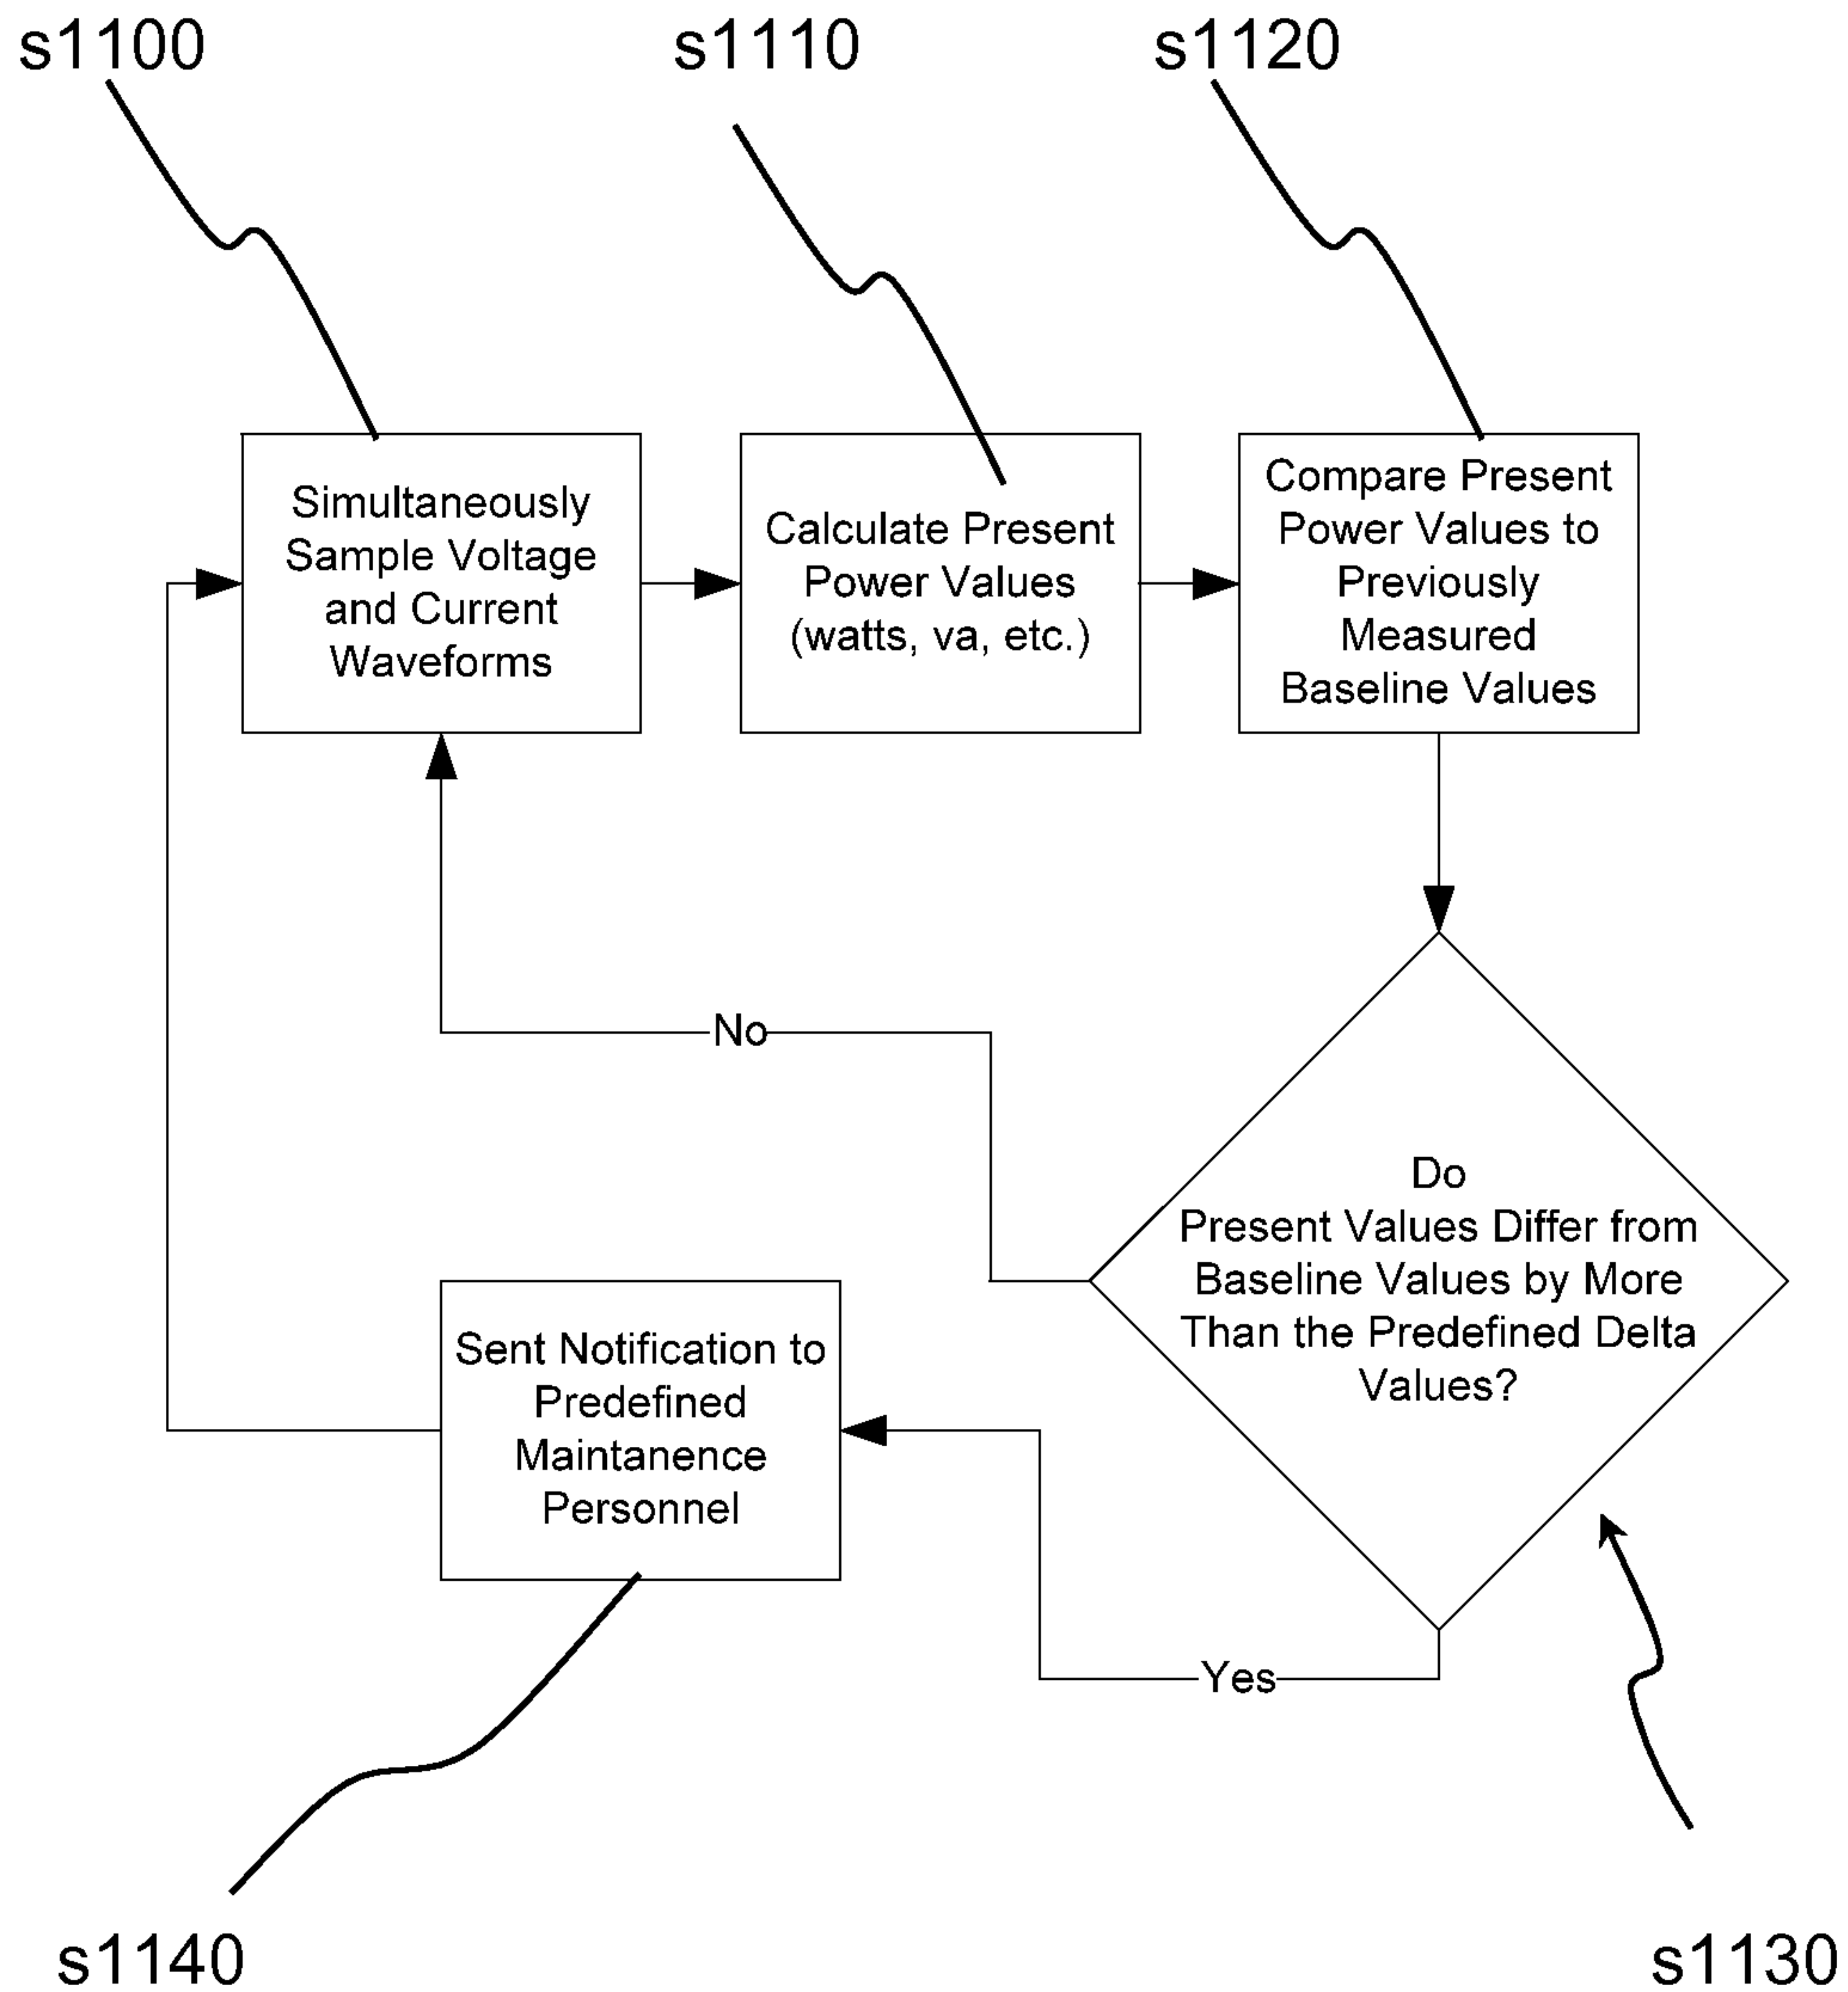 s1100
s1110
s1120
Simultaneously
Sample Voltage
and Current
Waveforms
Calculate Present
Power Values
(watts, va, etc.)
Compare Present
Power Values to
Previously
Measured
Baseline Values
No
Do
Present Values Differ from
Baseline Values by More
Than the Predefined Delta
Values?
Sent Notification to
Predefined
Maintanence
Personnel
Yes
s1140
s1130